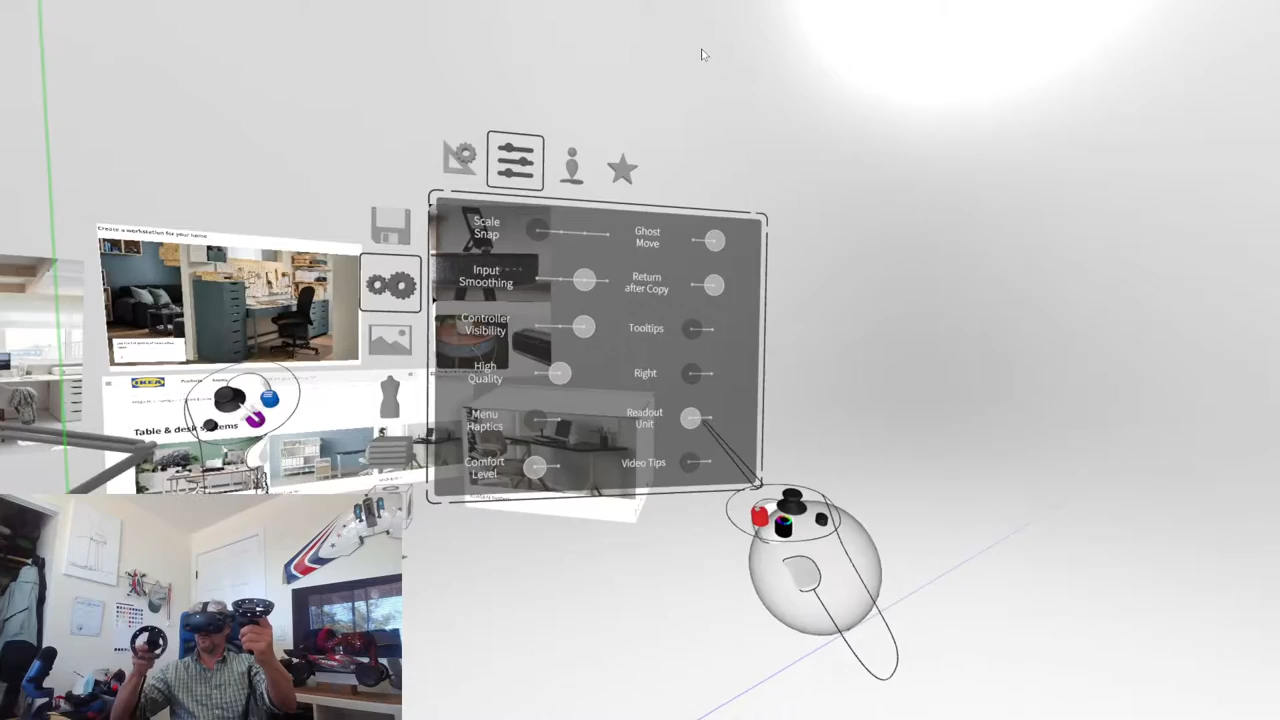 Create a workstation for your home
Scale
Snap
Ghost
Move
Input
Smoothing
Return
after Copy
Controller
Visibility
Tooltips
High
Quality
Right
Menu
Haptics
Readout
Unit
Comfort
Level
Video Tips
IKEA
Table & desk systems